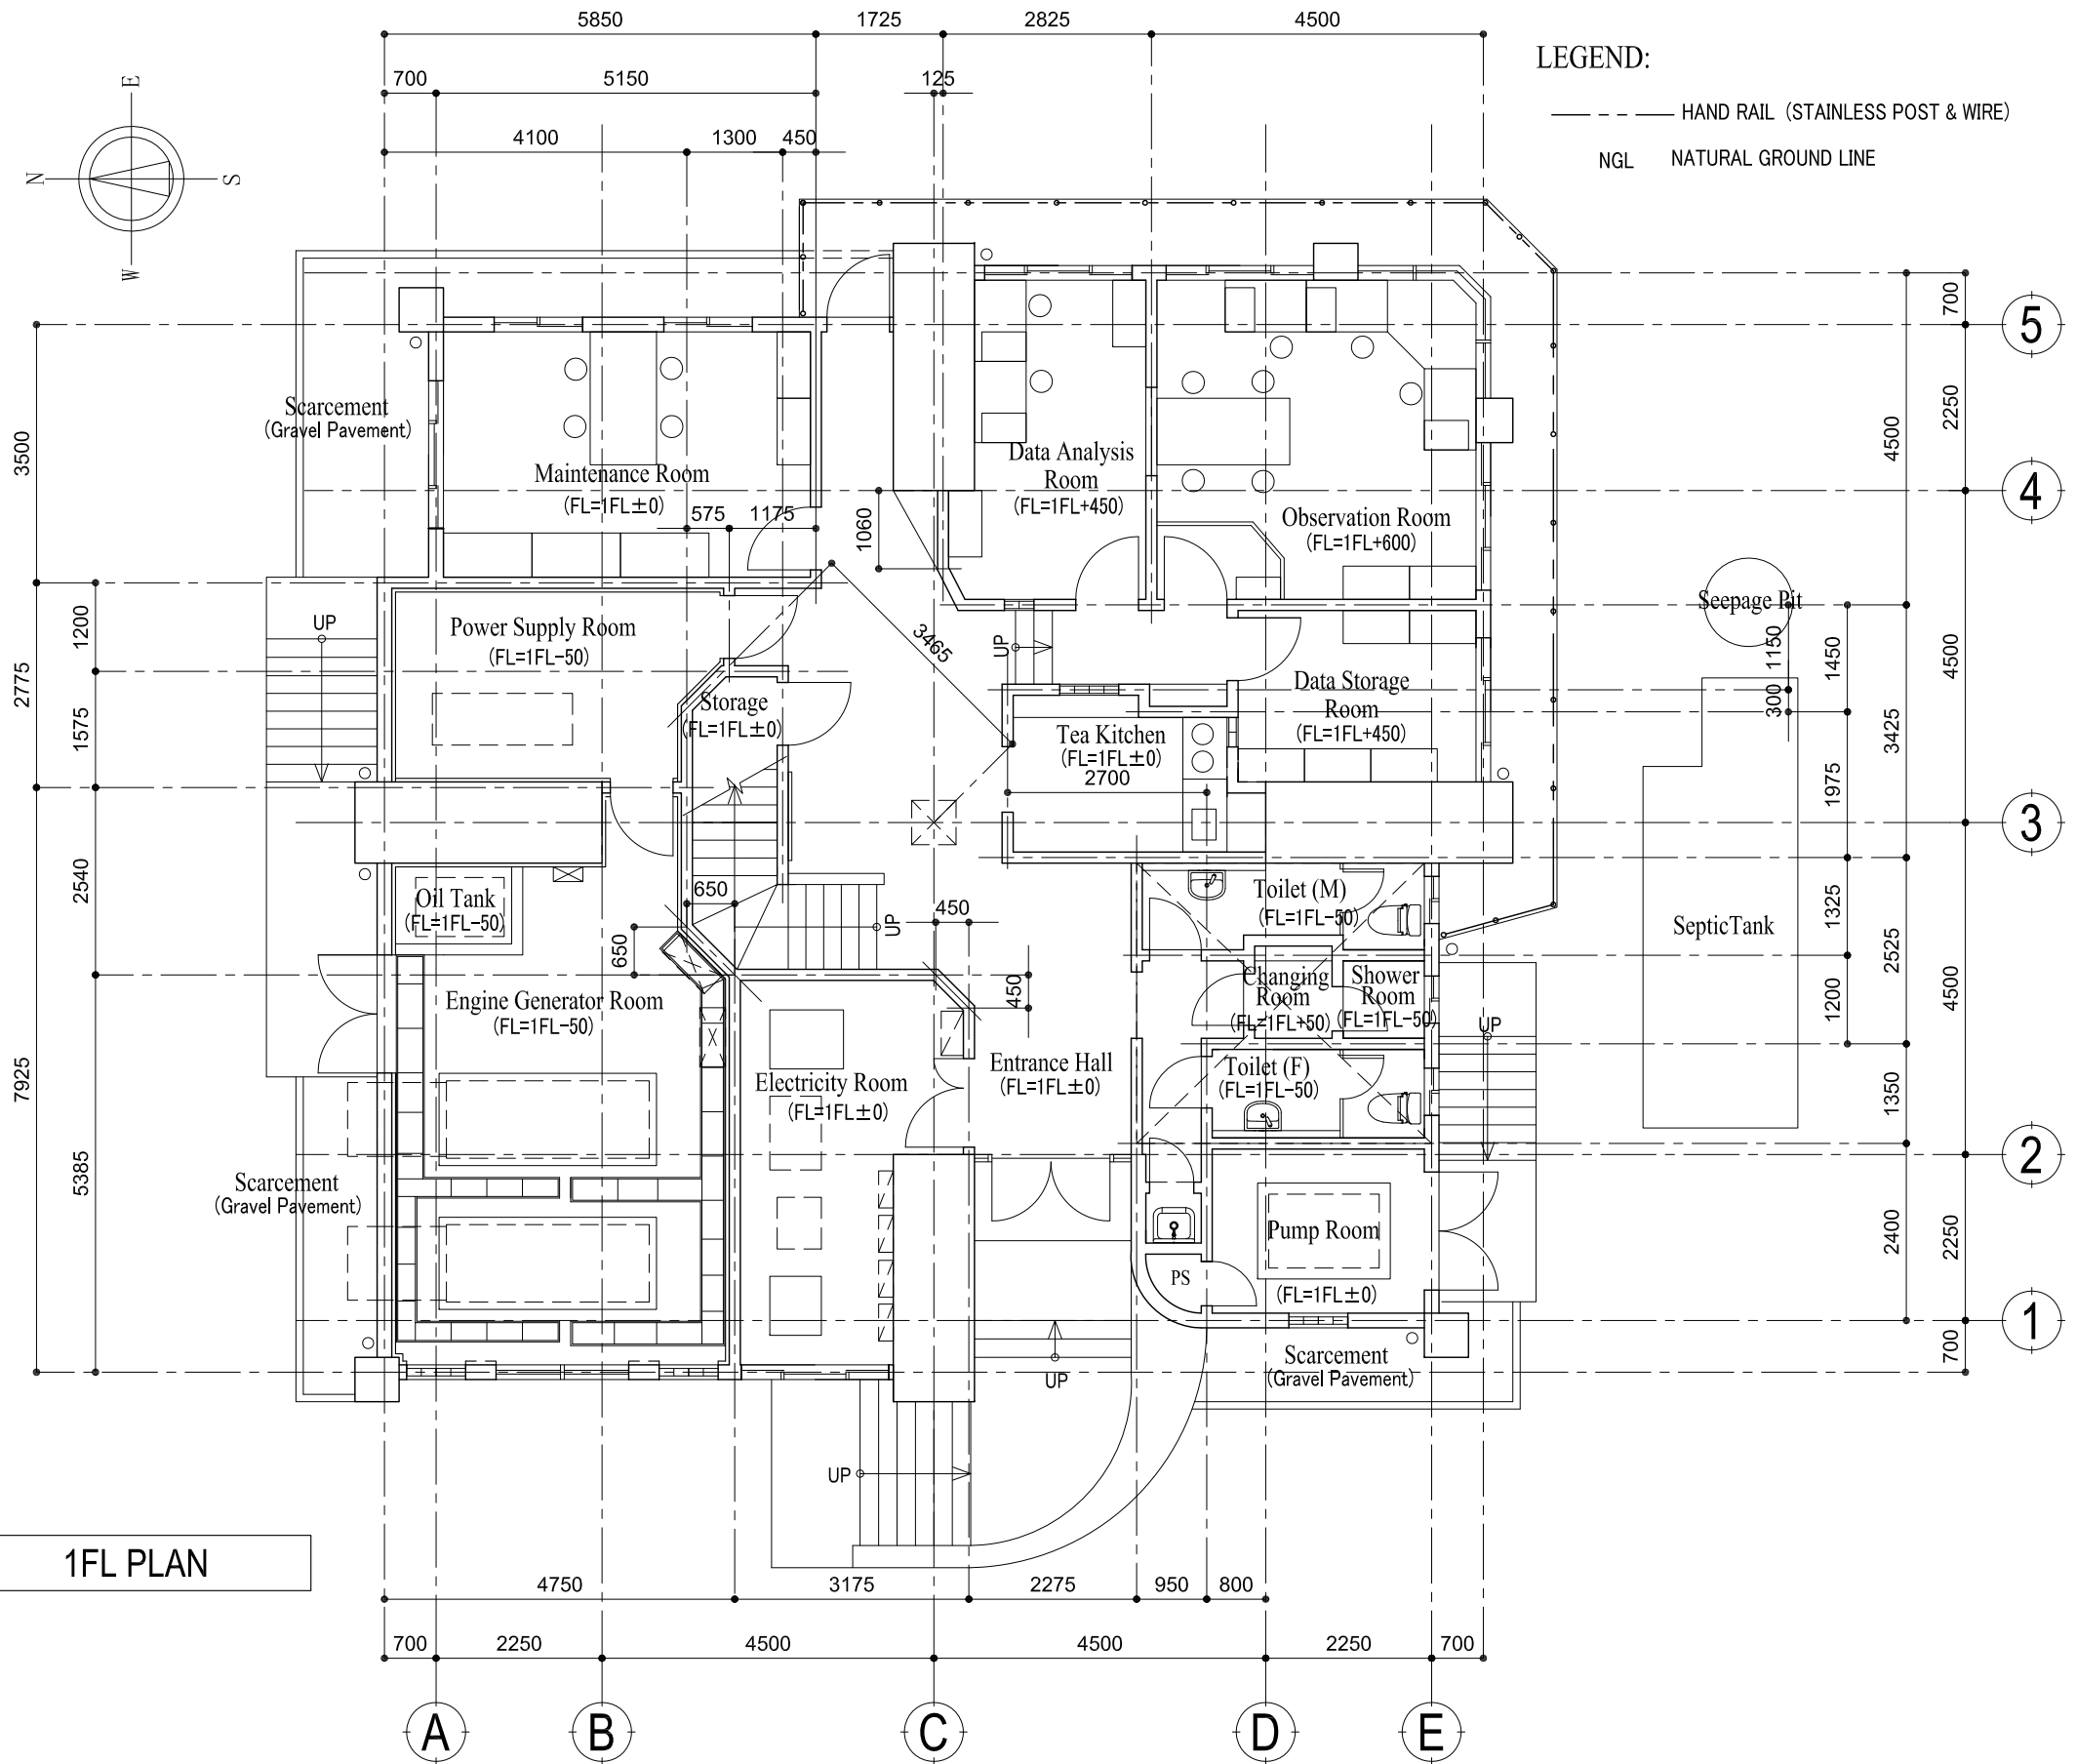 5850 1725 2825 4500
LEGEND:
700 5150 125
HAND RAIL (STAINLESS POST & WIRE)
4100 1300 450
NGL NATURAL GROUND LINE
E
N S
W
5
4
3
2
1
700
2250
4500
4500
2250
700
4500
3425
2525
1350
2400
1450
1975
1325
1200
1150
300
3500
2775
7925
1200
1575
2540
5385
Scarcement
(Gravel Pavement)
Maintenance Room
(FL=1FL±0)
575 1175
1060
Data Analysis
Room
(FL=1FL+450)
Observation Room
(FL=1FL+600)
Seepage Pit
UP
Power Supply Room
(FL=1FL-50)
3465
UP
Storage
(FL=1FL±0)
Data Storage
Room
(FL=1FL+450)
Tea Kitchen
(FL=1FL±0)
2700
SepticTank
Oil Tank
(FL=1FL-50)
650
650
UP
450
450
Toilet (M)
(FL=1FL-50)
Changing
Room
(FL=1FL+50)
Shower
Room
(FL=1FL-50)
UP
Engine Generator Room
(FL=1FL-50)
Electricity Room
(FL=1FL±0)
Entrance Hall
(FL=1FL±0)
Toilet (F)
(FL=1FL-50)
Scarcement
(Gravel Pavement)
Pump Room
(FL=1FL±0)
PS
UP
Scarcement
(Gravel Pavement)
UP
1FL PLAN
4750 3175 2275 950 800
700 2250 4500 4500 2250 700
A B C D E